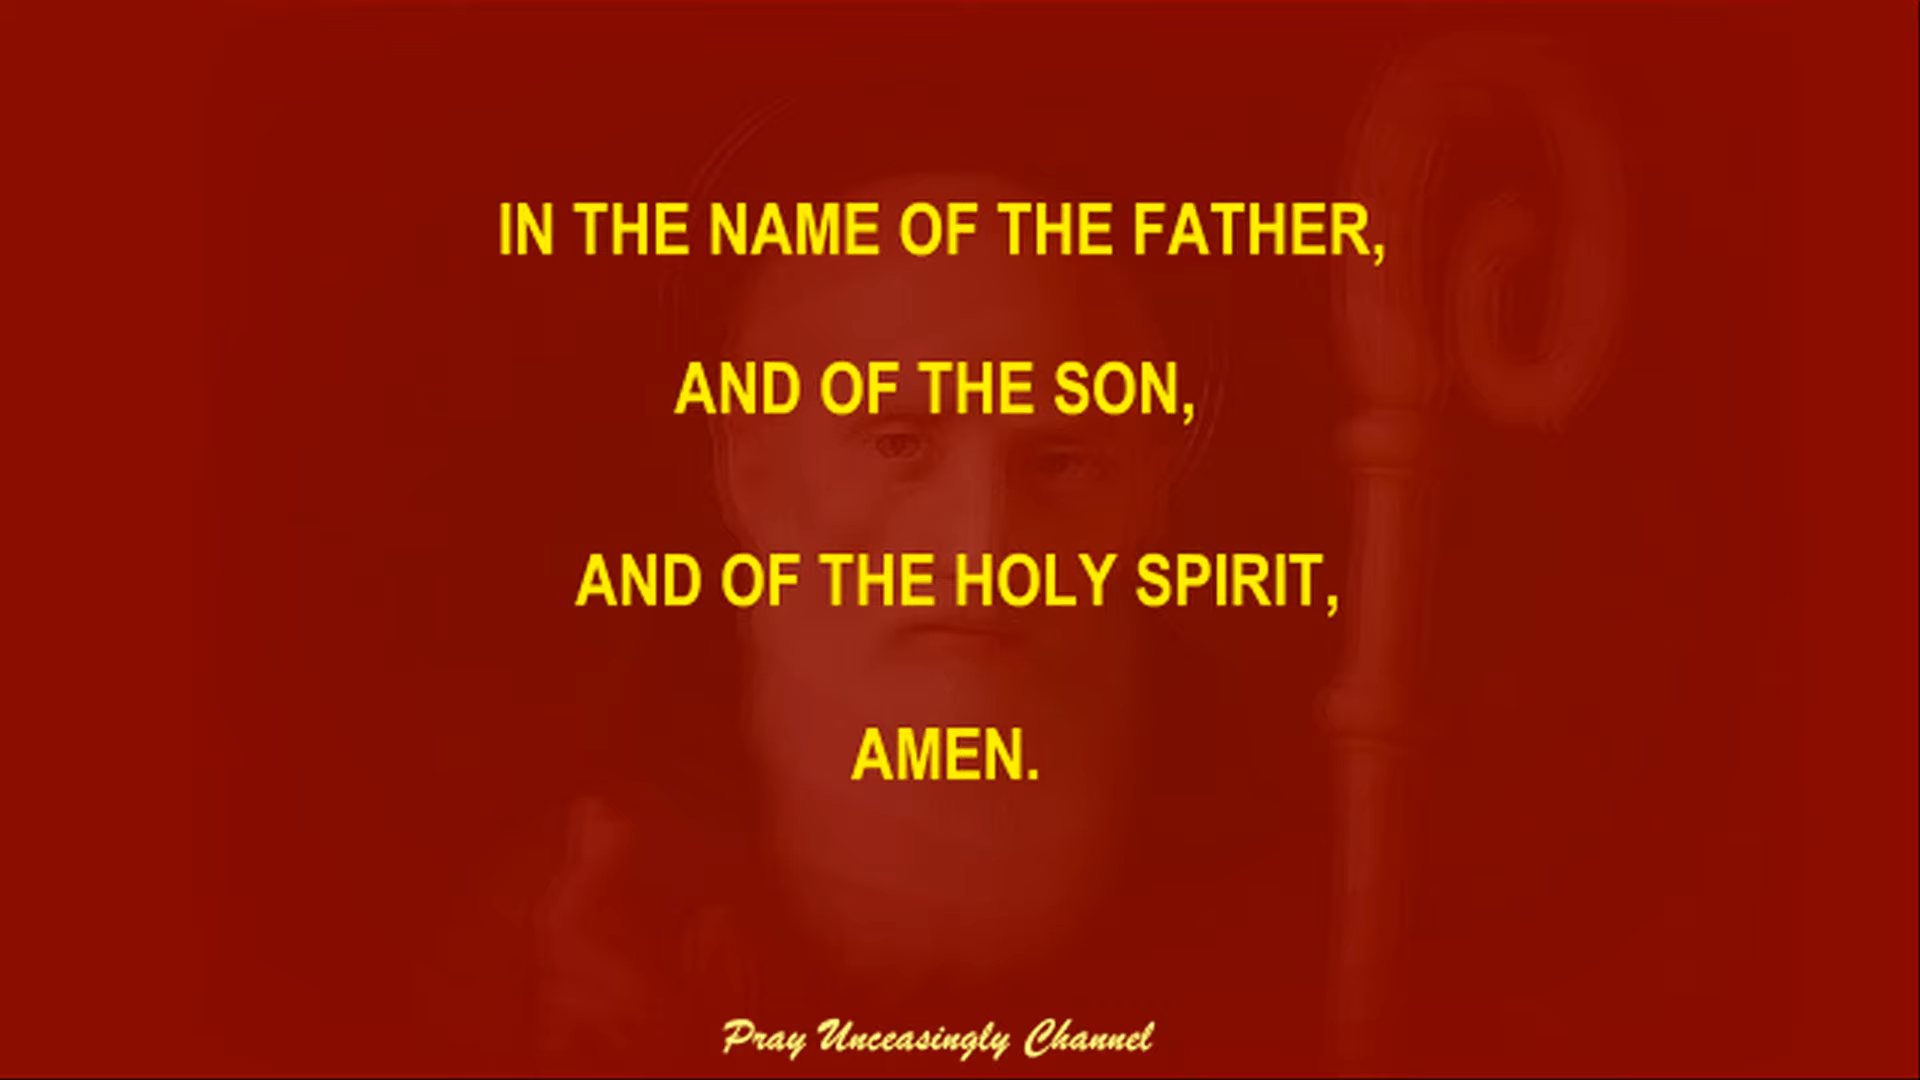 IN THE NAME OF THE FATHER,
AND OF THE SON,
AND OF THE HOLY SPIRIT,
AMEN.
Pray Unceasingly Channel